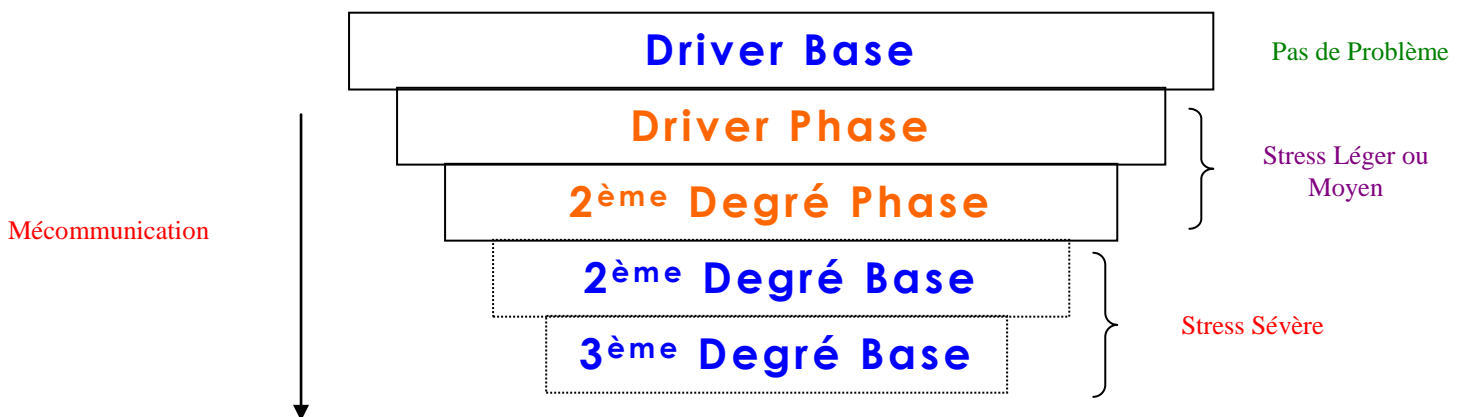 Driver Base
Pas de Problème
Driver Phase
Stress Léger ou
Moyen
2ème Degré Phase
Mécommunication
2ème Degré Base
Stress Sévère
3ème Degré Base